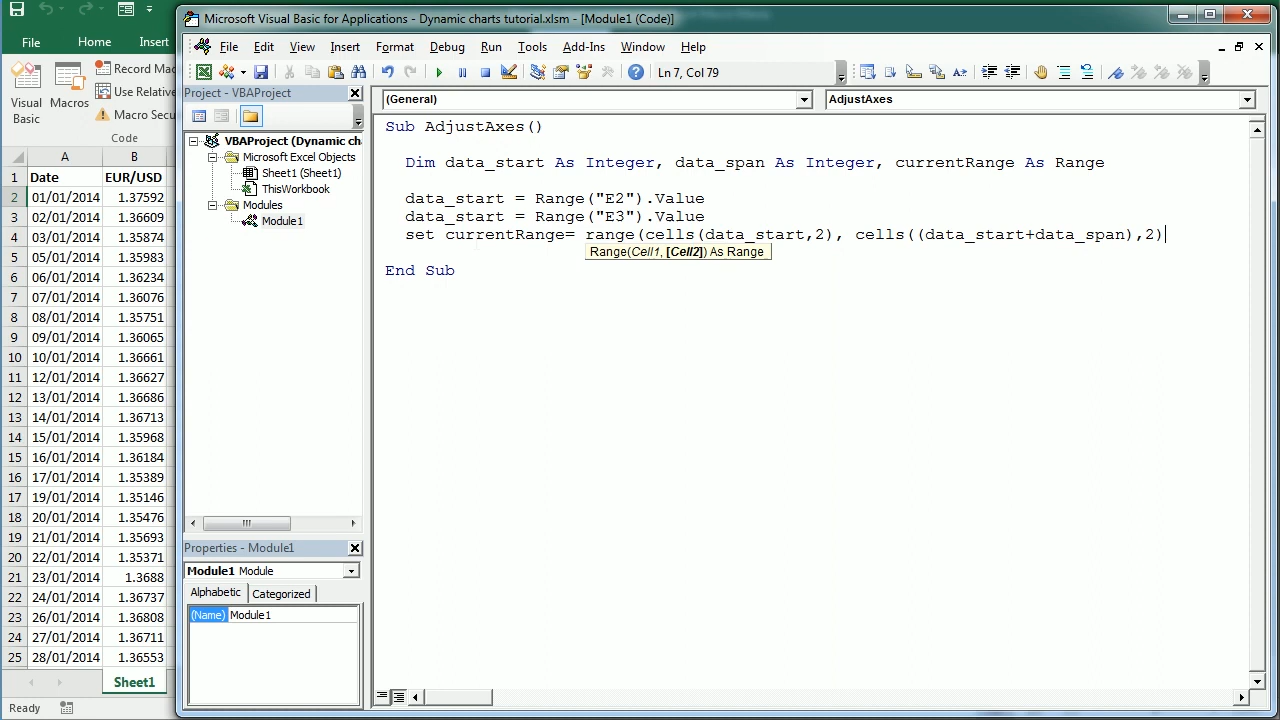 File Home Insert
Visual Basic
Macros
Record Mac
Use Relative
Macro Secu
Code
A B
1 Date EUR/USD
2 01/01/2014 1.37592
3 02/01/2014 1.36609
4 03/01/2014 1.35874
5 05/01/2014 1.35983
6 06/01/2014 1.36234
7 07/01/2014 1.36076
8 08/01/2014 1.35751
9 09/01/2014 1.36065
10 10/01/2014 1.36661
11 12/01/2014 1.36627
12 13/01/2014 1.36686
13 14/01/2014 1.36713
14 15/01/2014 1.35968
15 16/01/2014 1.36184
16 17/01/2014 1.35389
17 19/01/2014 1.35146
18 20/01/2014 1.35476
19 21/01/2014 1.35693
20 22/01/2014 1.35371
21 23/01/2014 1.3688
22 24/01/2014 1.36737
23 26/01/2014 1.36808
24 27/01/2014 1.36711
25 28/01/2014 1.36553
Sheet1
Ready
Microsoft Visual Basic for Applications - Dynamic charts tutorial.xlsm - [Module1 (Code)]
File Edit View Insert Format Debug Run Tools Add-Ins Window Help
Ln 7, Col 75
Project - VBAProject
VBAProject (Dynamic ch
Microsoft Excel Objects
Sheet1 (Sheet1)
ThisWorkbook
Modules
Module1
Properties - Module1
Module1 Module
Alphabetic Categorized
(Name) Module1
(General) AdjustAxes
Sub AdjustAxes()
Dim data_start As Integer, data_span As Integer, currentRange As Range
data_start = Range("E2").Value
data_start = Range("E3").Value
set currentRange= range(cells(data_start,2), cells((data_start+data_span),2)
Range(Cell1, [Cell2]) As Range
End Sub